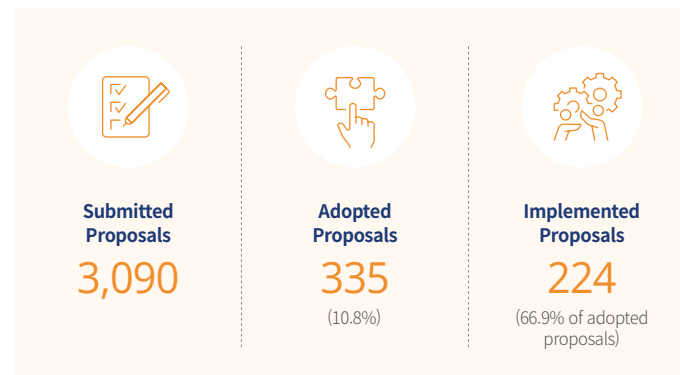 Submitted
Proposals
3,090
Adopted
Proposals
335
(10.8%)
Implemented
Proposals
224
(66.9% of adopted
proposals)